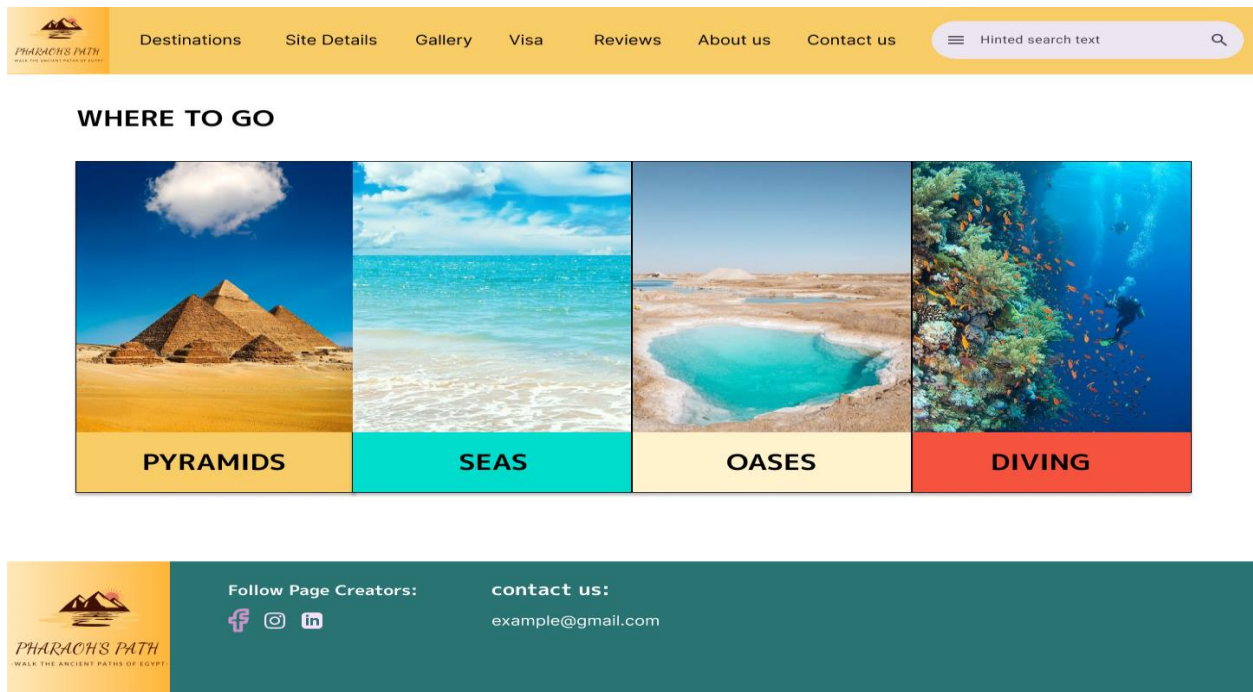 PHARAOH'S PATH
WALK THE ANCIENT PATHS OF EGYPT
Destinations Site Details Gallery Visa Reviews About us Contact us Hinted search text
WHERE TO GO
PYRAMIDS SEAS OASES DIVING
Follow Page Creators: contact us:
example@gmail.com
PHARAOH'S PATH
-WALK THE ANCIENT PATHS OF EGYPT-